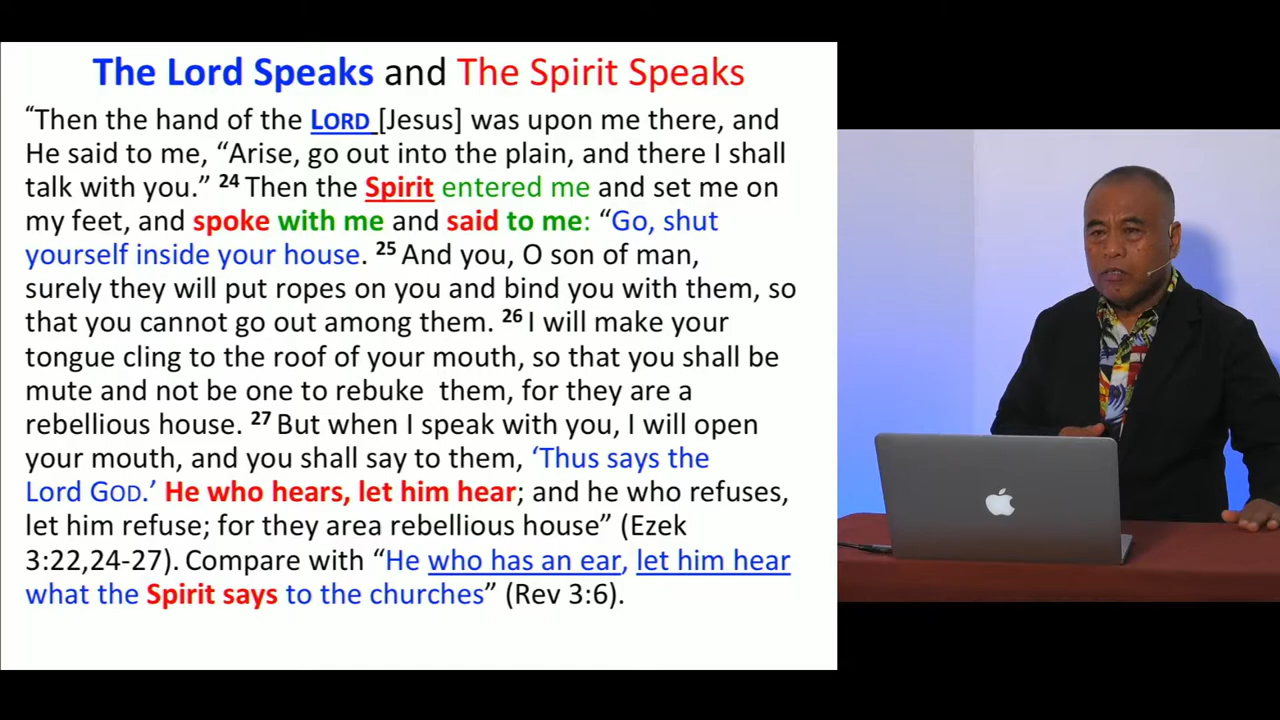 The Lord Speaks and The Spirit Speaks
“Then the hand of the LORD [Jesus] was upon me there, and
He said to me, “Arise, go out into the plain, and there I shall
talk with you.” 24 Then the Spirit entered me and set me on
my feet, and spoke with me and said to me: “Go, shut
yourself inside your house. 25 And you, O son of man,
surely they will put ropes on you and bind you with them, so
that you cannot go out among them. 26 I will make your
tongue cling to the roof of your mouth, so that you shall be
mute and not be one to rebuke them, for they are a
rebellious house. 27 But when I speak with you, I will open
your mouth, and you shall say to them, ‘Thus says the
Lord GOD.’ He who hears, let him hear; and he who refuses,
let him refuse; for they area rebellious house” (Ezek
3:22,24-27). Compare with “He who has an ear, let him hear
what the Spirit says to the churches” (Rev 3:6).